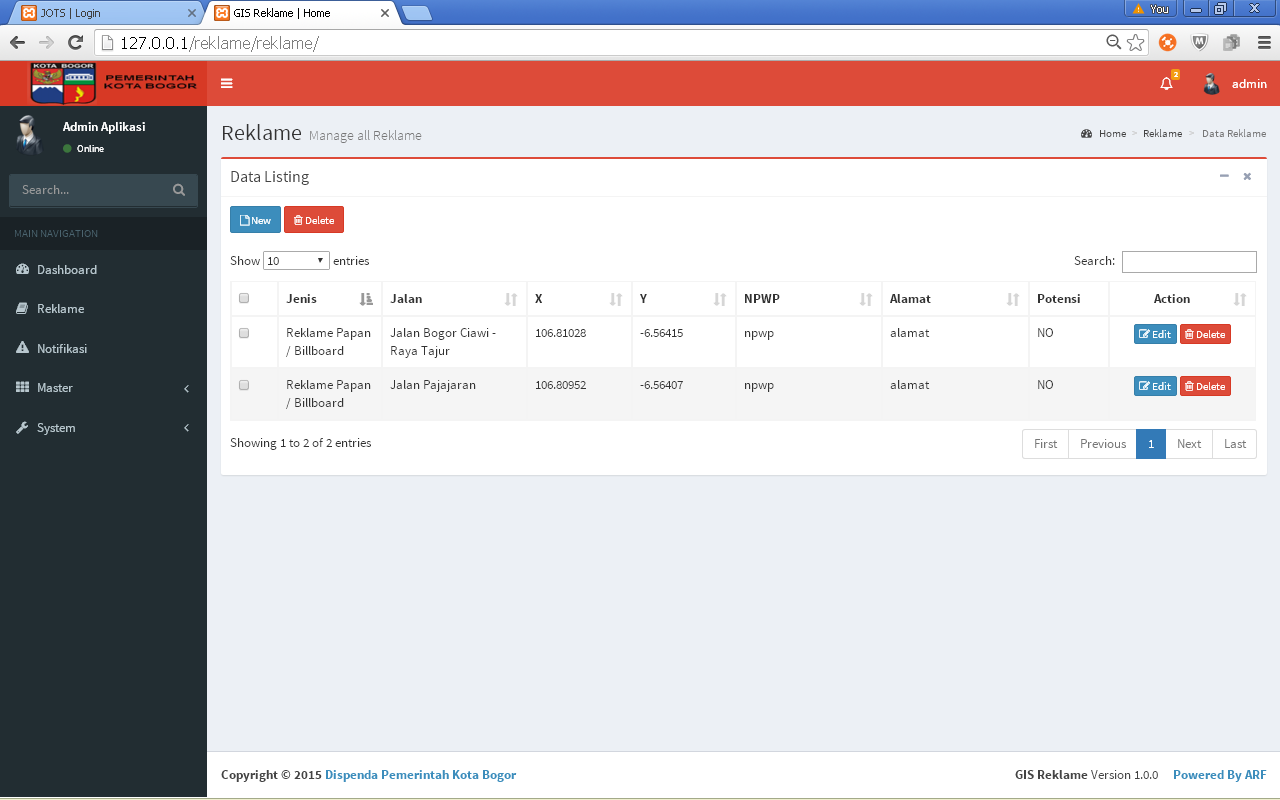 JOTS | Login
GIS Reklame | Home
You
127.0.0.1/reklame/reklame/
KOTA BOGOR
PEMERINTAH
KOTA BOGOR
2
admin
Admin Aplikasi
Online
Search...
MAIN NAVIGATION
Dashboard
Reklame
Notifikasi
Master
System
Reklame Manage all Reklame
Home > Reklame > Data Reklame
Data Listing
New Delete
Show 10 entries
Search:
Jenis Jalan X Y NPWP Alamat Potensi Action
Reklame Papan / Billboard Jalan Bogor Ciawi - Raya Tajur 106.81028 -6.56415 npwp alamat NO Edit Delete
Reklame Papan / Billboard Jalan Pajajaran 106.80952 -6.56407 npwp alamat NO Edit Delete
Showing 1 to 2 of 2 entries
First Previous 1 Next Last
Copyright © 2015 Dispenda Pemerintah Kota Bogor
GIS Reklame Version 1.0.0 Powered By ARF